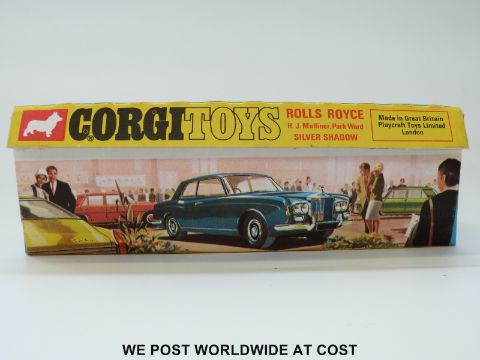 CORGI TOYS
ROLLS ROYCE
H. J. Mulliner, Park Ward
SILVER SHADOW
Made in Great Britain
Playcraft Toys Limited
London
WE POST WORLDWIDE AT COST